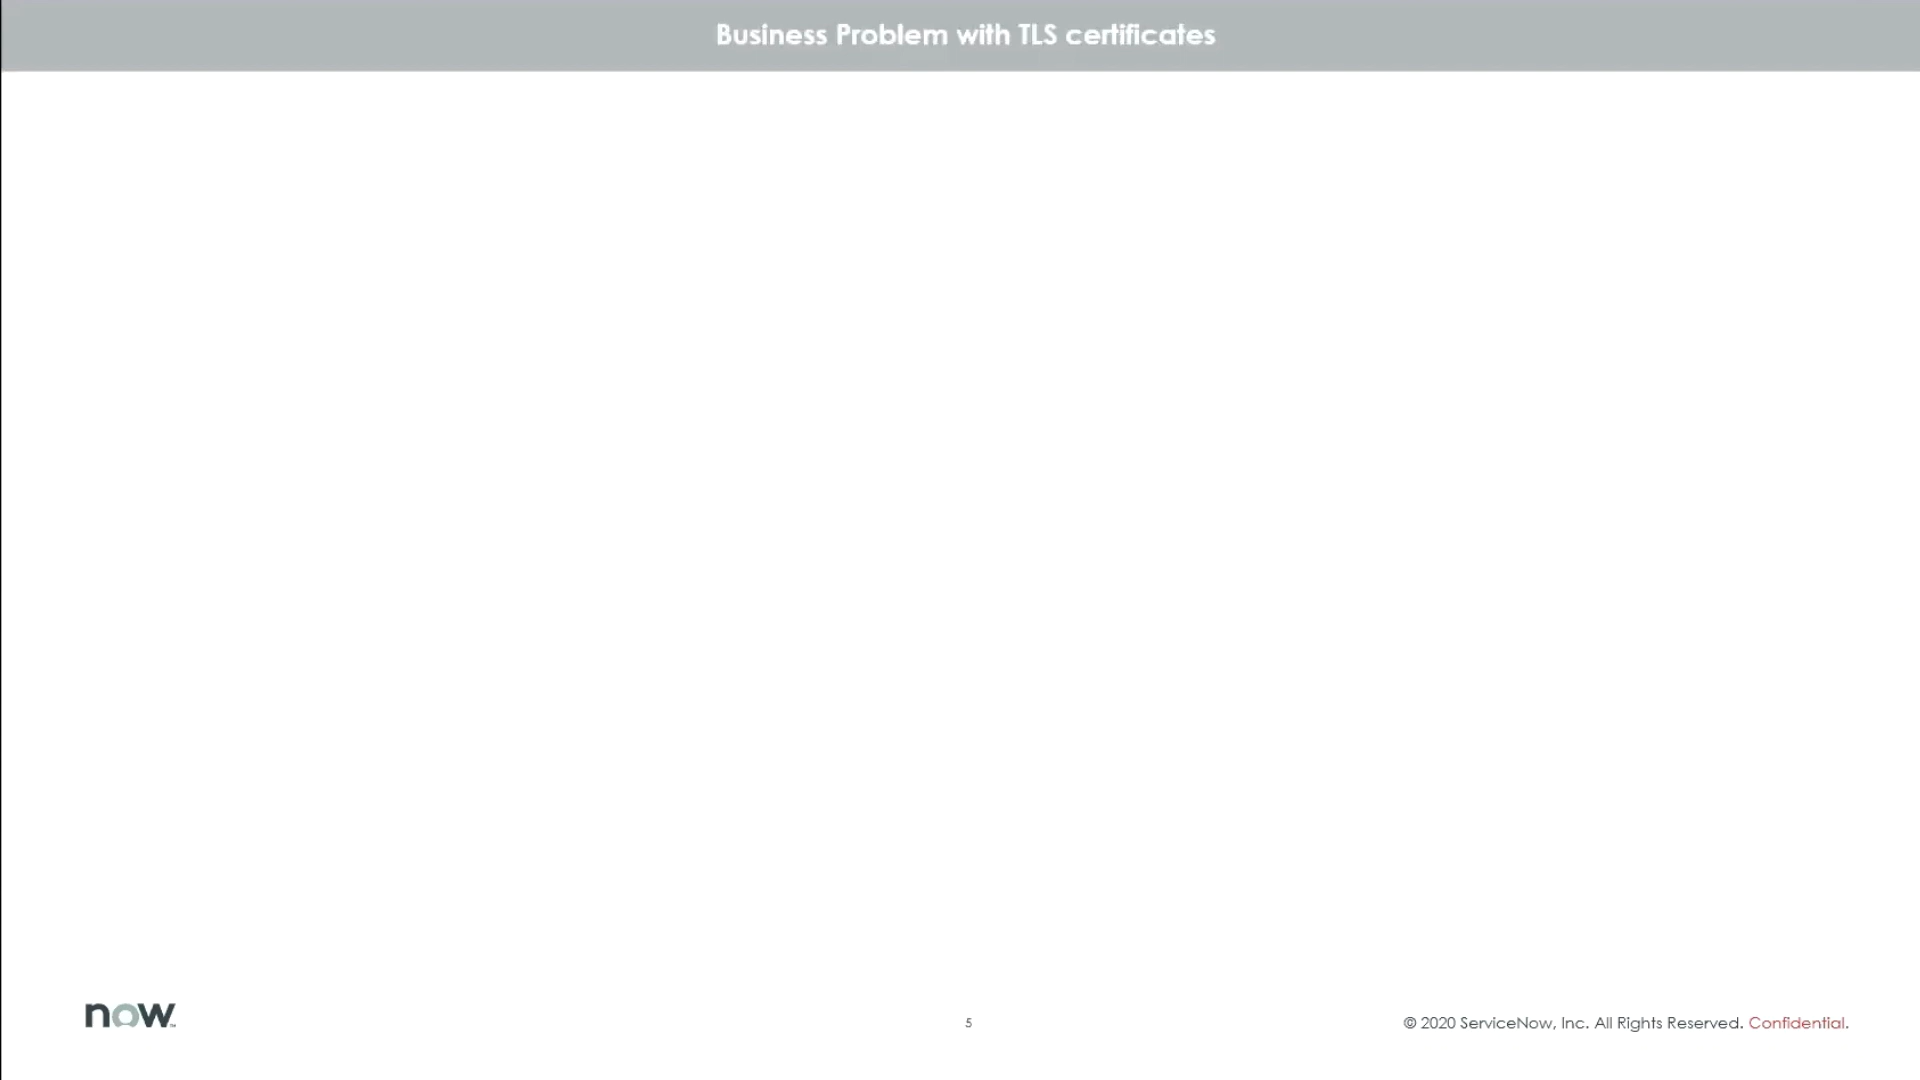 Business Problem with TLS certificates
now
5
© 2020 ServiceNow, Inc. All Rights Reserved. Confidential.